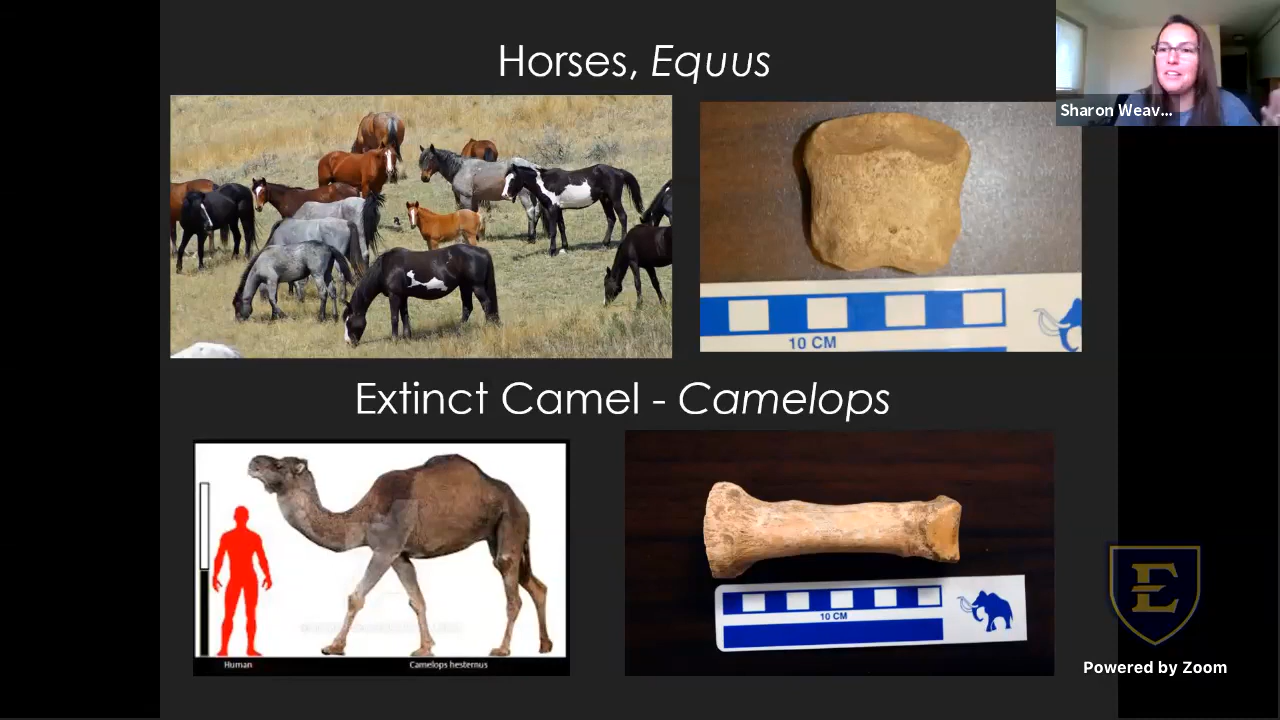 Horses, Equus
Sharon Weav...
10 CM
Extinct Camel - Camelops
10 CM
Human
Camelops hesternus
E
Powered by Zoom